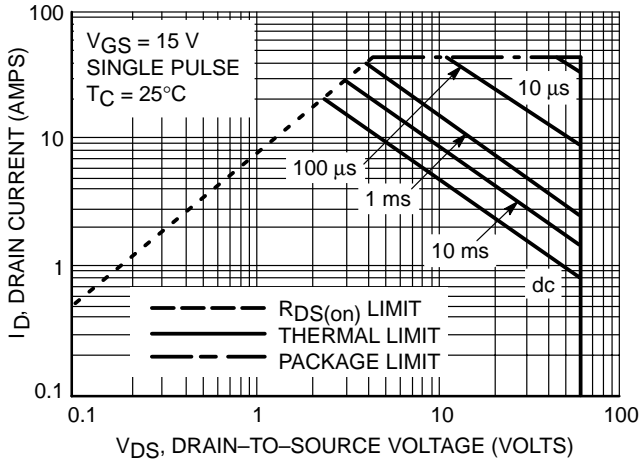 100
10
1
0.1
I_D, DRAIN CURRENT (AMPS)
VGS = 15 V
SINGLE PULSE
TC = 25°C
10 µs
100 µs
1 ms
10 ms
dc
RDS(on) LIMIT
THERMAL LIMIT
PACKAGE LIMIT
0.1
1
10
100
VDS, DRAIN–TO–SOURCE VOLTAGE (VOLTS)